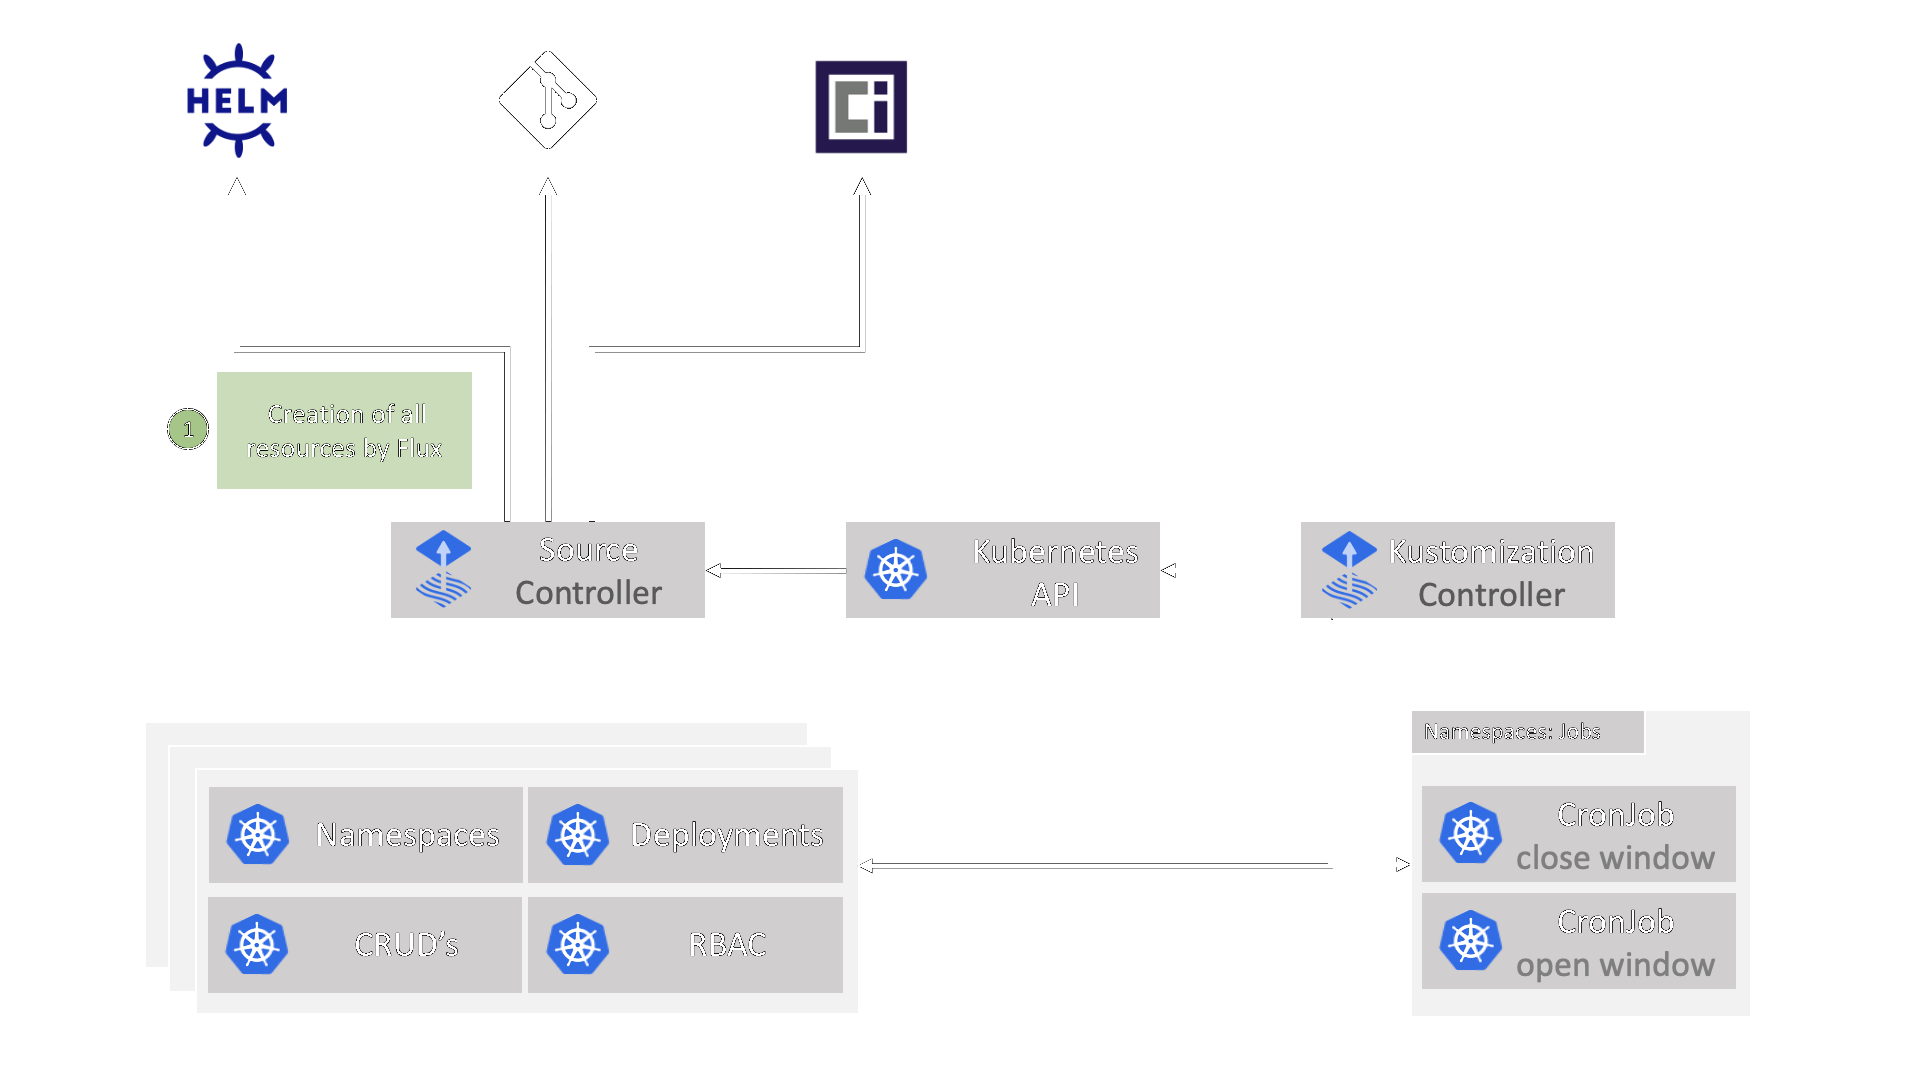 HELM
Ci
1
Creation of all
resources by Flux
Source
Controller
Kubernetes
API
Kustomization
Controller
Namespaces: Jobs
Namespaces
Deployments
CronJob
close window
CRUD's
RBAC
CronJob
open window